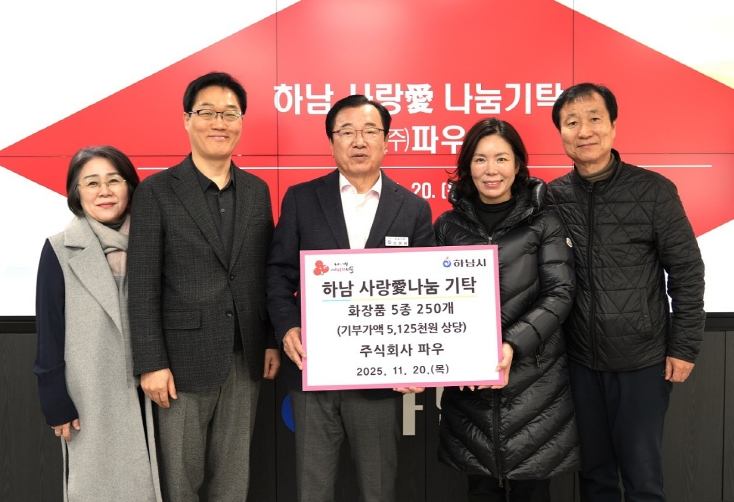 하남 사랑愛 나눔기탁
(주)파우
20. (
하남시
하남 사랑愛나눔 기탁
화장품 5종 250개
(기부가액 5,125천원 상당)
주식회사 파우
2025. 11. 20.(목)